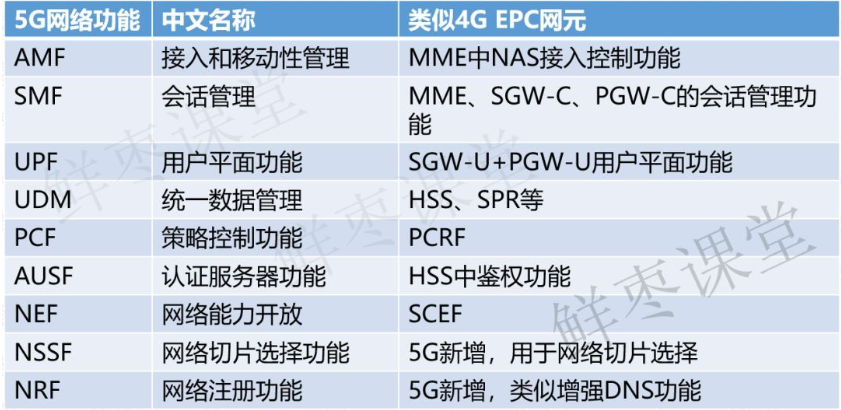 5G网络功能 中文名称 类似4G EPC网元
AMF 接入和移动性管理 MME中NAS接入控制功能
SMF 会话管理 MME、SGW-C、PGW-C的会话管理功
能
UPF 用户平面功能 SGW-U+PGW-U用户平面功能
UDM 统一数据管理 HSS、SPR等
PCF 策略控制功能 PCRF
AUSF 认证服务器功能 HSS中鉴权功能
NEF 网络能力开放 SCEF
NSSF 网络切片选择功能 5G新增，用于网络切片选择
NRF 网络注册功能 5G新增，类似增强DNS功能
鲜枣课堂
鲜枣课堂
鲜枣课堂